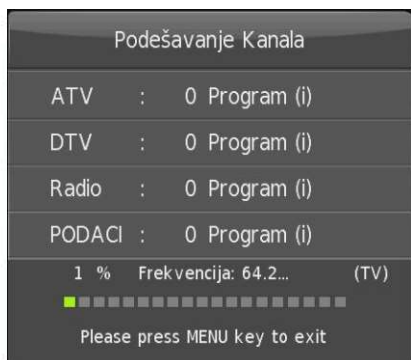 Podešavanje Kanala
ATV : 0 Program (i)
DTV : 0 Program (i)
Radio : 0 Program (i)
PODACI : 0 Program (i)
1 % Frekvencija: 64.2... (TV)
Please press MENU key to exit